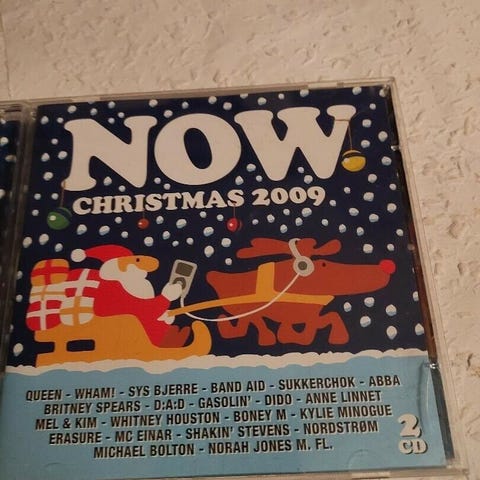 NOW
CHRISTMAS 2009
QUEEN - WHAM! - SYS BJERRE - BAND AID - SUKKERCHOK - ABBA
BRITNEY SPEARS - D:A:D - GASOLIN' - DIDO - ANNE LINNET
MEL & KIM - WHITNEY HOUSTON - BONEY M - KYLIE MINOGUE
ERASURE - MC EINAR - SHAKIN' STEVENS - NORDSTRØM
MICHAEL BOLTON - NORAH JONES M. FL.
2
CD